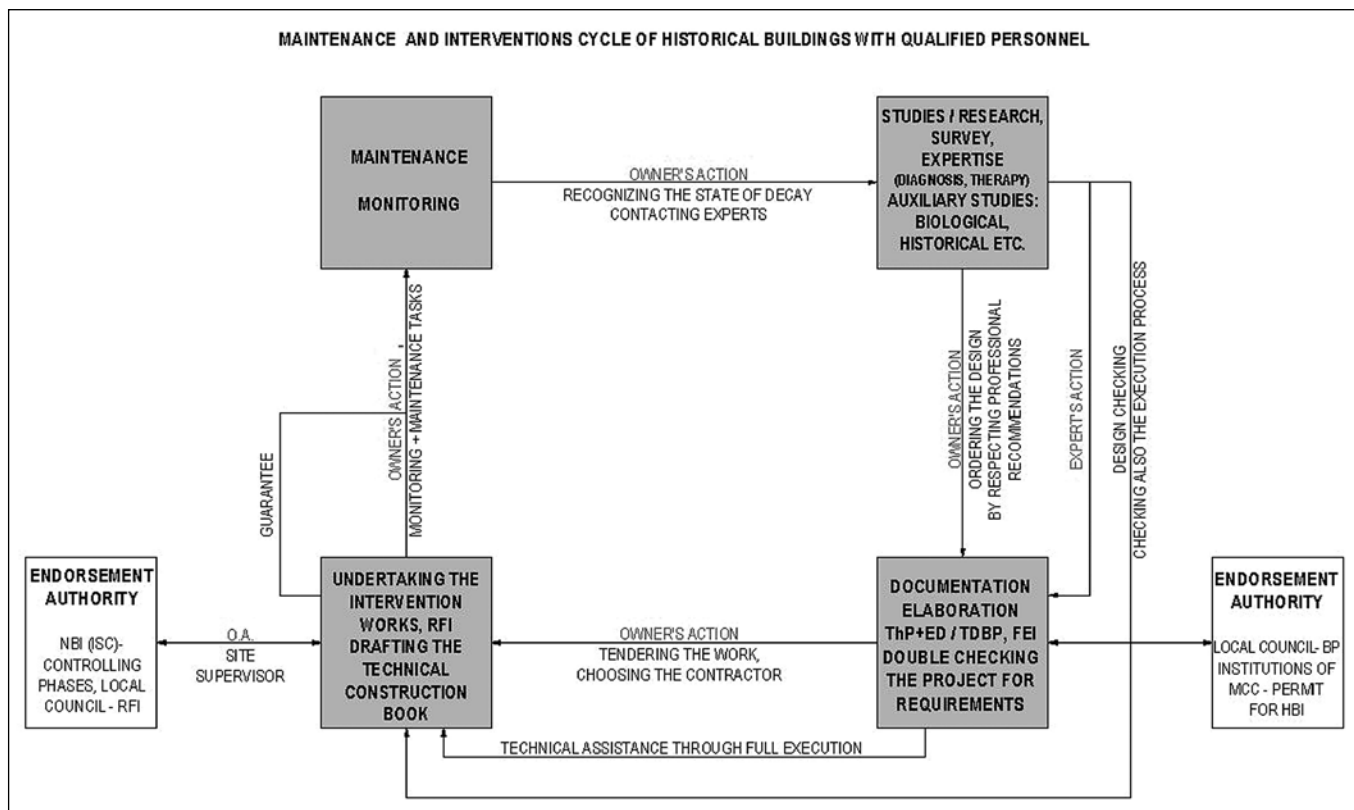 MAINTENANCE AND INTERVENTIONS CYCLE OF HISTORICAL BUILDINGS WITH QUALIFIED PERSONNEL
MAINTENANCE
MONITORING
OWNER'S ACTION
RECOGNIZING THE STATE OF DECAY
CONTACTING EXPERTS
STUDIES / RESEARCH,
SURVEY,
EXPERTISE
(DIAGNOSIS, THERAPY)
AUXILIARY STUDIES:
BIOLOGICAL,
HISTORICAL ETC.
GUARANTEE
OWNER'S ACTION ,
MONITORING + MAINTENANCE TASKS
OWNER'S ACTION
ORDERING THE DESIGN
BY RESPECTING PROFESSIONAL
RECOMMENDATIONS
EXPERT'S ACTION
DESIGN CHECKING
CHECKING ALSO THE EXECUTION PROCESS
ENDORSEMENT
AUTHORITY
NBI (ISC)-
CONTROLLING
PHASES, LOCAL
COUNCIL - RFI
O.A.
SITE
SUPERVISOR
UNDERTAKING THE
INTERVENTION
WORKS, RFI
DRAFTING THE
TECHNICAL
CONSTRUCTION
BOOK
OWNER'S ACTION
TENDERING THE WORK,
CHOOSING THE CONTRACTOR
DOCUMENTATION
ELABORATION
ThP+ED / TDBP, FEI
DOUBLE CHECKING
THE PROJECT FOR
REQUIREMENTS
ENDORSEMENT
AUTHORITY
LOCAL COUNCIL- BP
INSTITUTIONS OF
MCC - PERMIT
FOR HBI
TECHNICAL ASSISTANCE THROUGH FULL EXECUTION